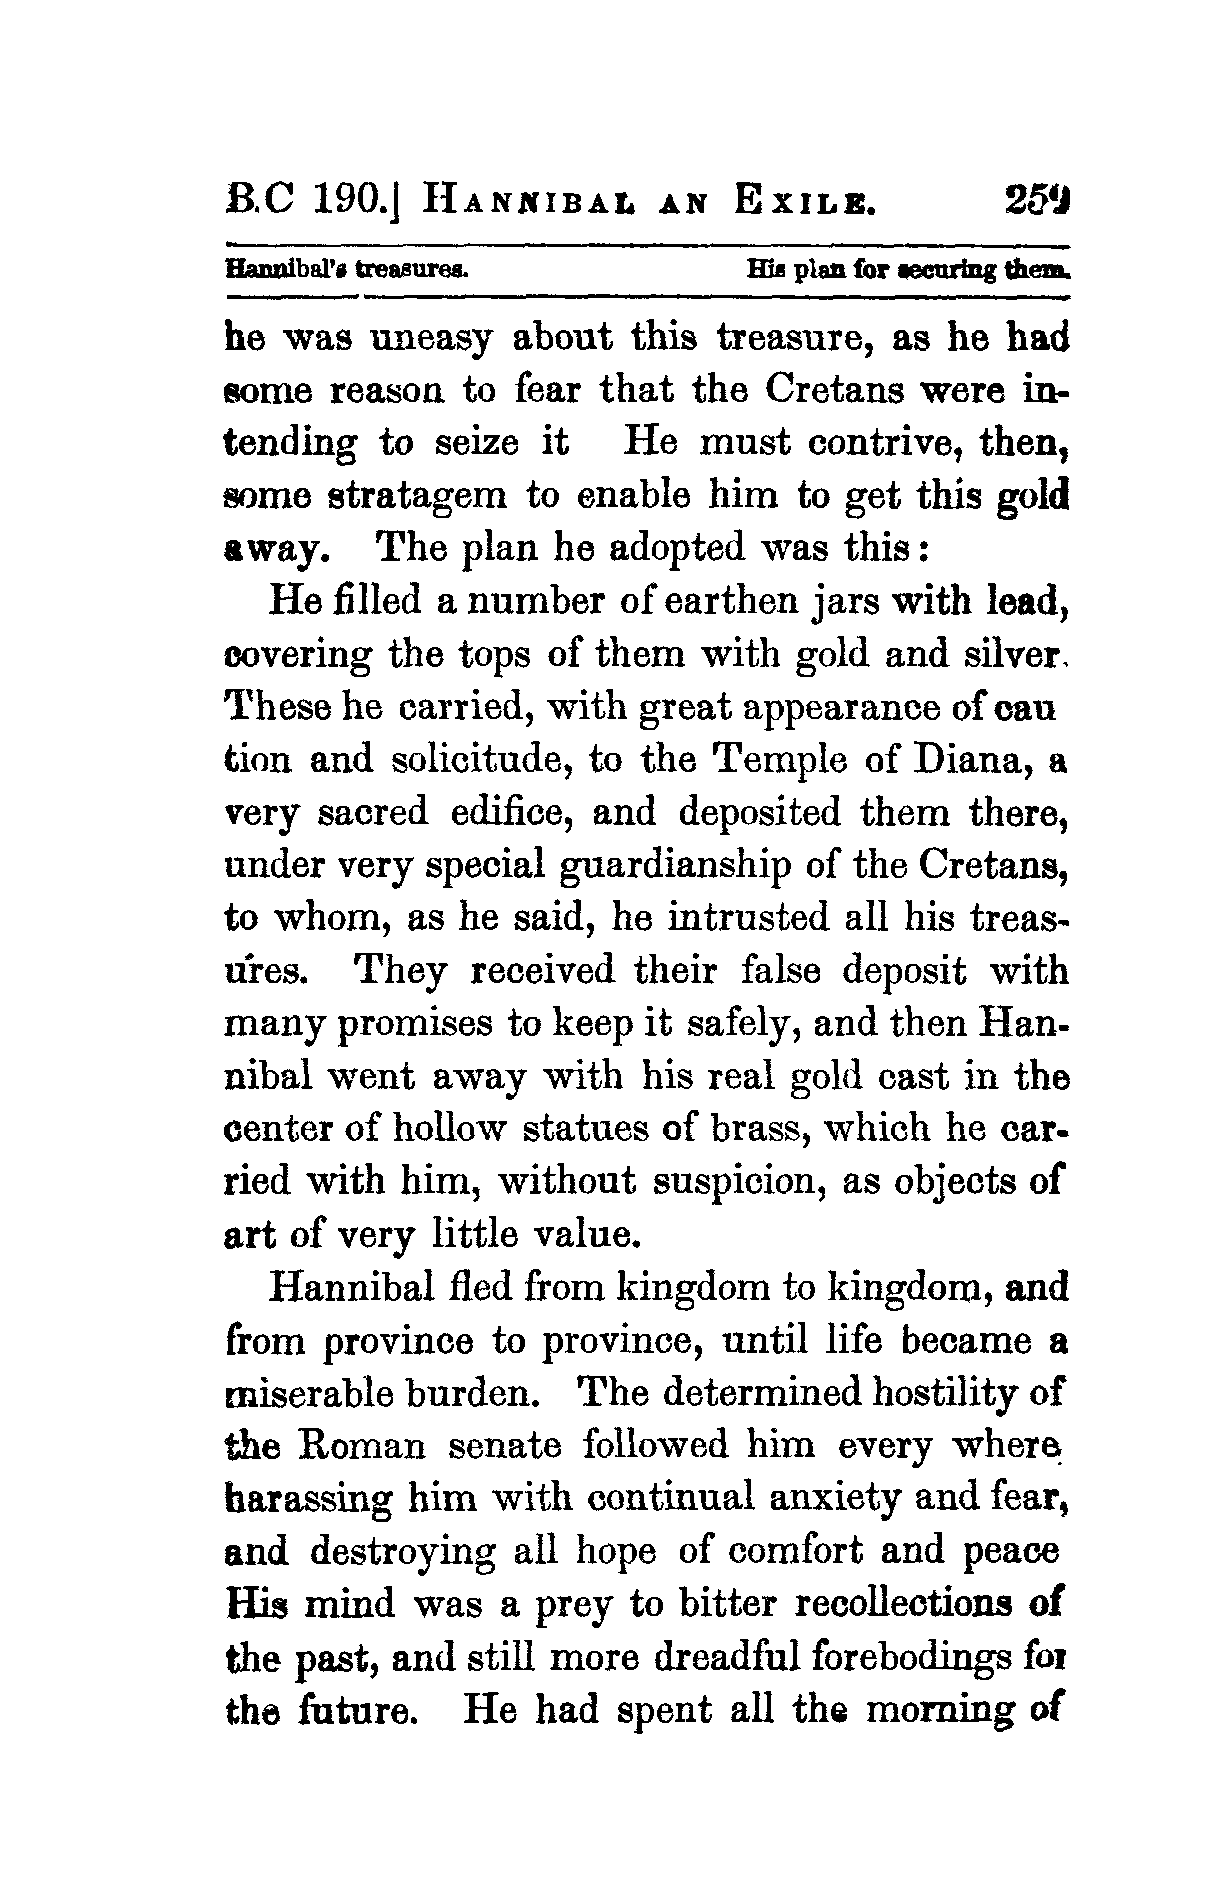 B.C 190.] HANNIBAL AN EXILE. 259
Hannibal's treasures. His plan for securing them.
he was uneasy about this treasure, as he had
some reason to fear that the Cretans were in-
tending to seize it He must contrive, then,
some stratagem to enable him to get this gold
away. The plan he adopted was this:
He filled a number of earthen jars with lead,
covering the tops of them with gold and silver.
These he carried, with great appearance of cau
tion and solicitude, to the Temple of Diana, a
very sacred edifice, and deposited them there,
under very special guardianship of the Cretans,
to whom, as he said, he intrusted all his treas-
ures. They received their false deposit with
many promises to keep it safely, and then Han-
nibal went away with his real gold cast in the
center of hollow statues of brass, which he car-
ried with him, without suspicion, as objects of
art of very little value.
Hannibal fled from kingdom to kingdom, and
from province to province, until life became a
miserable burden. The determined hostility of
the Roman senate followed him every where,
harassing him with continual anxiety and fear,
and destroying all hope of comfort and peace
His mind was a prey to bitter recollections of
the past, and still more dreadful forebodings for
the future. He had spent all the morning of